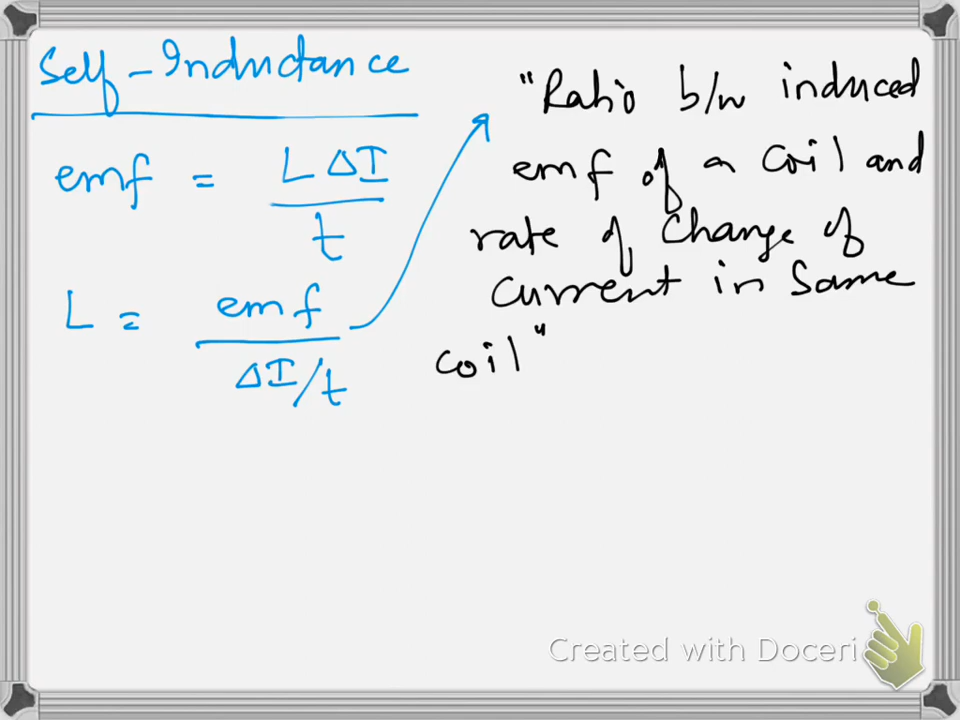 Self-Inductance
emf = L ΔI / t
L = emf / ΔI/t
"Ratio b/w induced
emf of a coil and
rate of change of
current in same
coil"
Created with Doceri